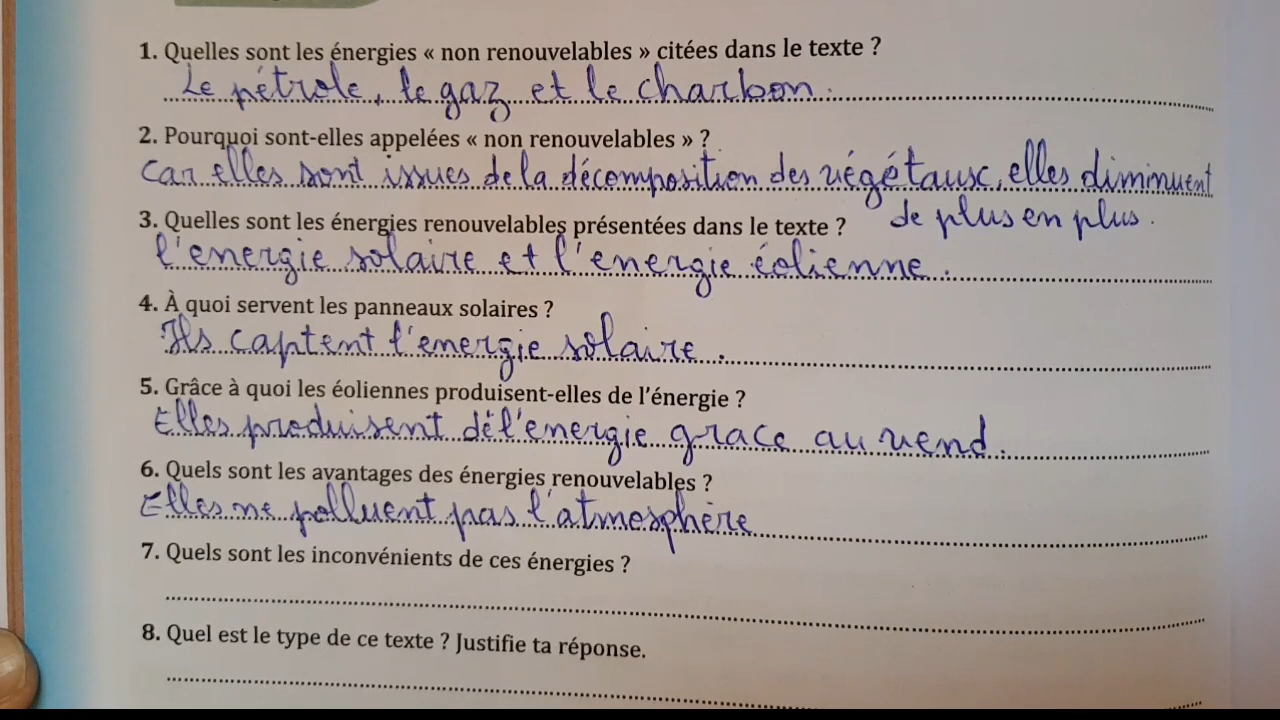 1. Quelles sont les énergies « non renouvelables » citées dans le texte ?
Le pétrole, le gaz et le charbon.
2. Pourquoi sont-elles appelées « non renouvelables » ?
Car elles sont issues de la décomposition des végétaux, elles diminuent
de plus en plus.
3. Quelles sont les énergies renouvelables présentées dans le texte ?
l'energie solaire et l'energie éolienne.
4. À quoi servent les panneaux solaires ?
Ils captent l'energie solaire.
5. Grâce à quoi les éoliennes produisent-elles de l'énergie ?
Elles produisent de l'energie grace au vend.
6. Quels sont les avantages des énergies renouvelables ?
Elles ne polluent pas l'atmosphère
7. Quels sont les inconvénients de ces énergies ?
8. Quel est le type de ce texte ? Justifie ta réponse.